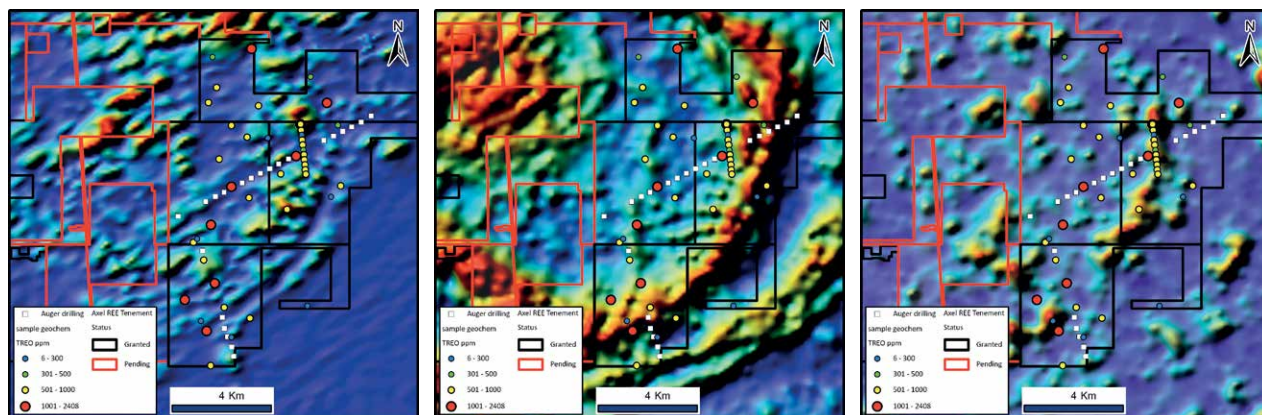 N
Auger drilling Axel REE Tenement
sample geochem Status
TREO ppm
Granted
6 - 300
Pending
301 - 500
501 - 1000
1001 - 2408
4 Km
N
Auger drilling Axel REE Tenement
sample geochem Status
TREO ppm
Granted
6 - 300
Pending
301 - 500
501 - 1000
1001 - 2408
4 Km
N
Auger drilling Axel REE Tenement
sample geochem Status
TREO ppm
Granted
6 - 300
Pending
301 - 500
501 - 1000
1001 - 2408
4 Km